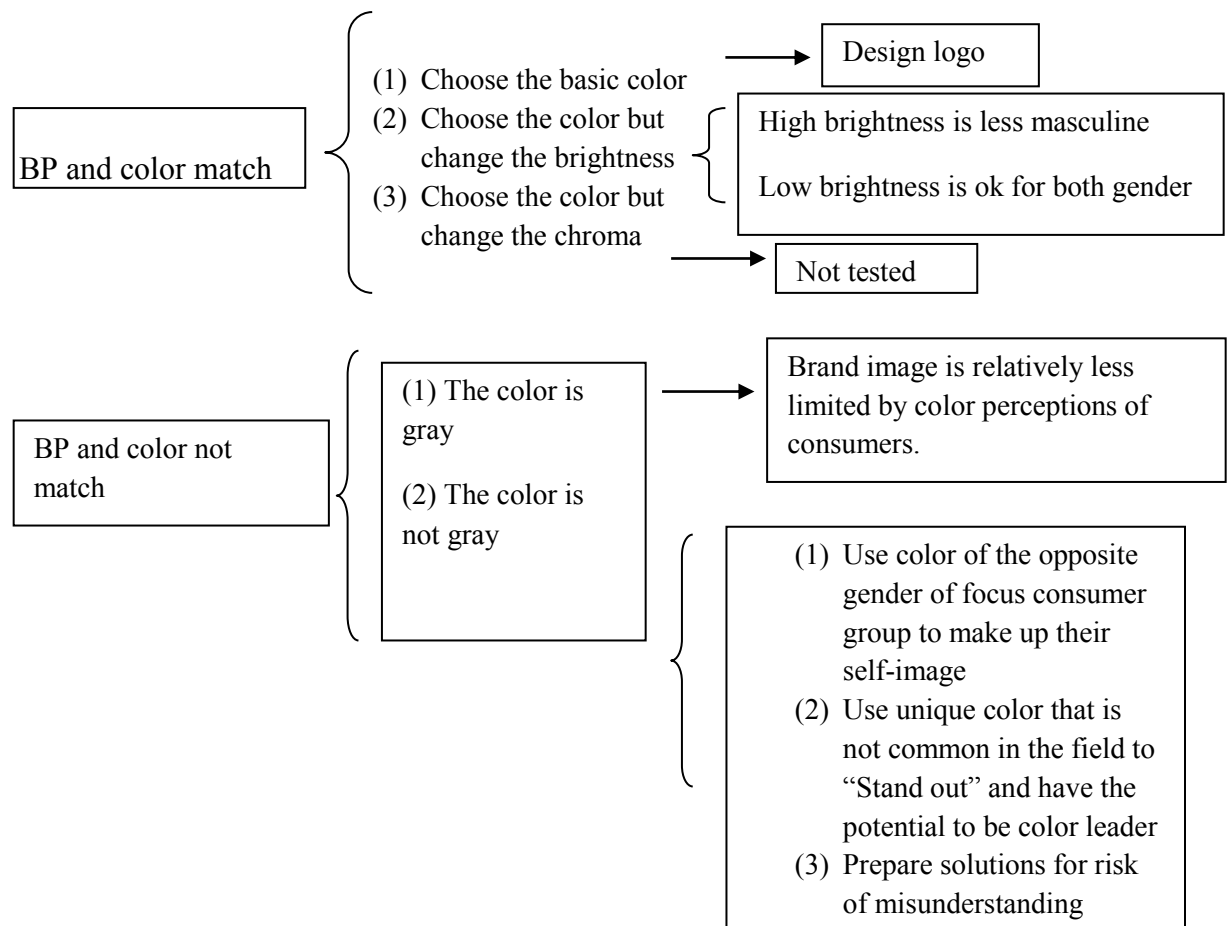 BP and color match
(1) Choose the basic color
(2) Choose the color but
change the brightness
(3) Choose the color but
change the chroma
Design logo
High brightness is less masculine
Low brightness is ok for both gender
Not tested
BP and color not
match
(1) The color is
gray
(2) The color is
not gray
Brand image is relatively less
limited by color perceptions of
consumers.
(1) Use color of the opposite
gender of focus consumer
group to make up their
self-image
(2) Use unique color that is
not common in the field to
“Stand out” and have the
potential to be color leader
(3) Prepare solutions for risk
of misunderstanding